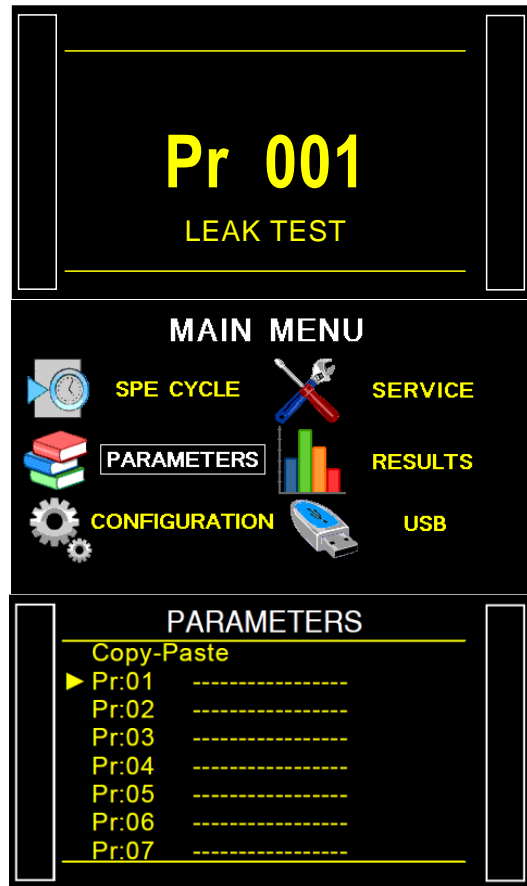 Pr 001
LEAK TEST
MAIN MENU
SPE CYCLE
SERVICE
PARAMETERS
RESULTS
CONFIGURATION
USB
PARAMETERS
Copy-Paste
Pr:01 -----------------
Pr:02 -----------------
Pr:03 -----------------
Pr:04 -----------------
Pr:05 -----------------
Pr:06 -----------------
Pr:07 -----------------